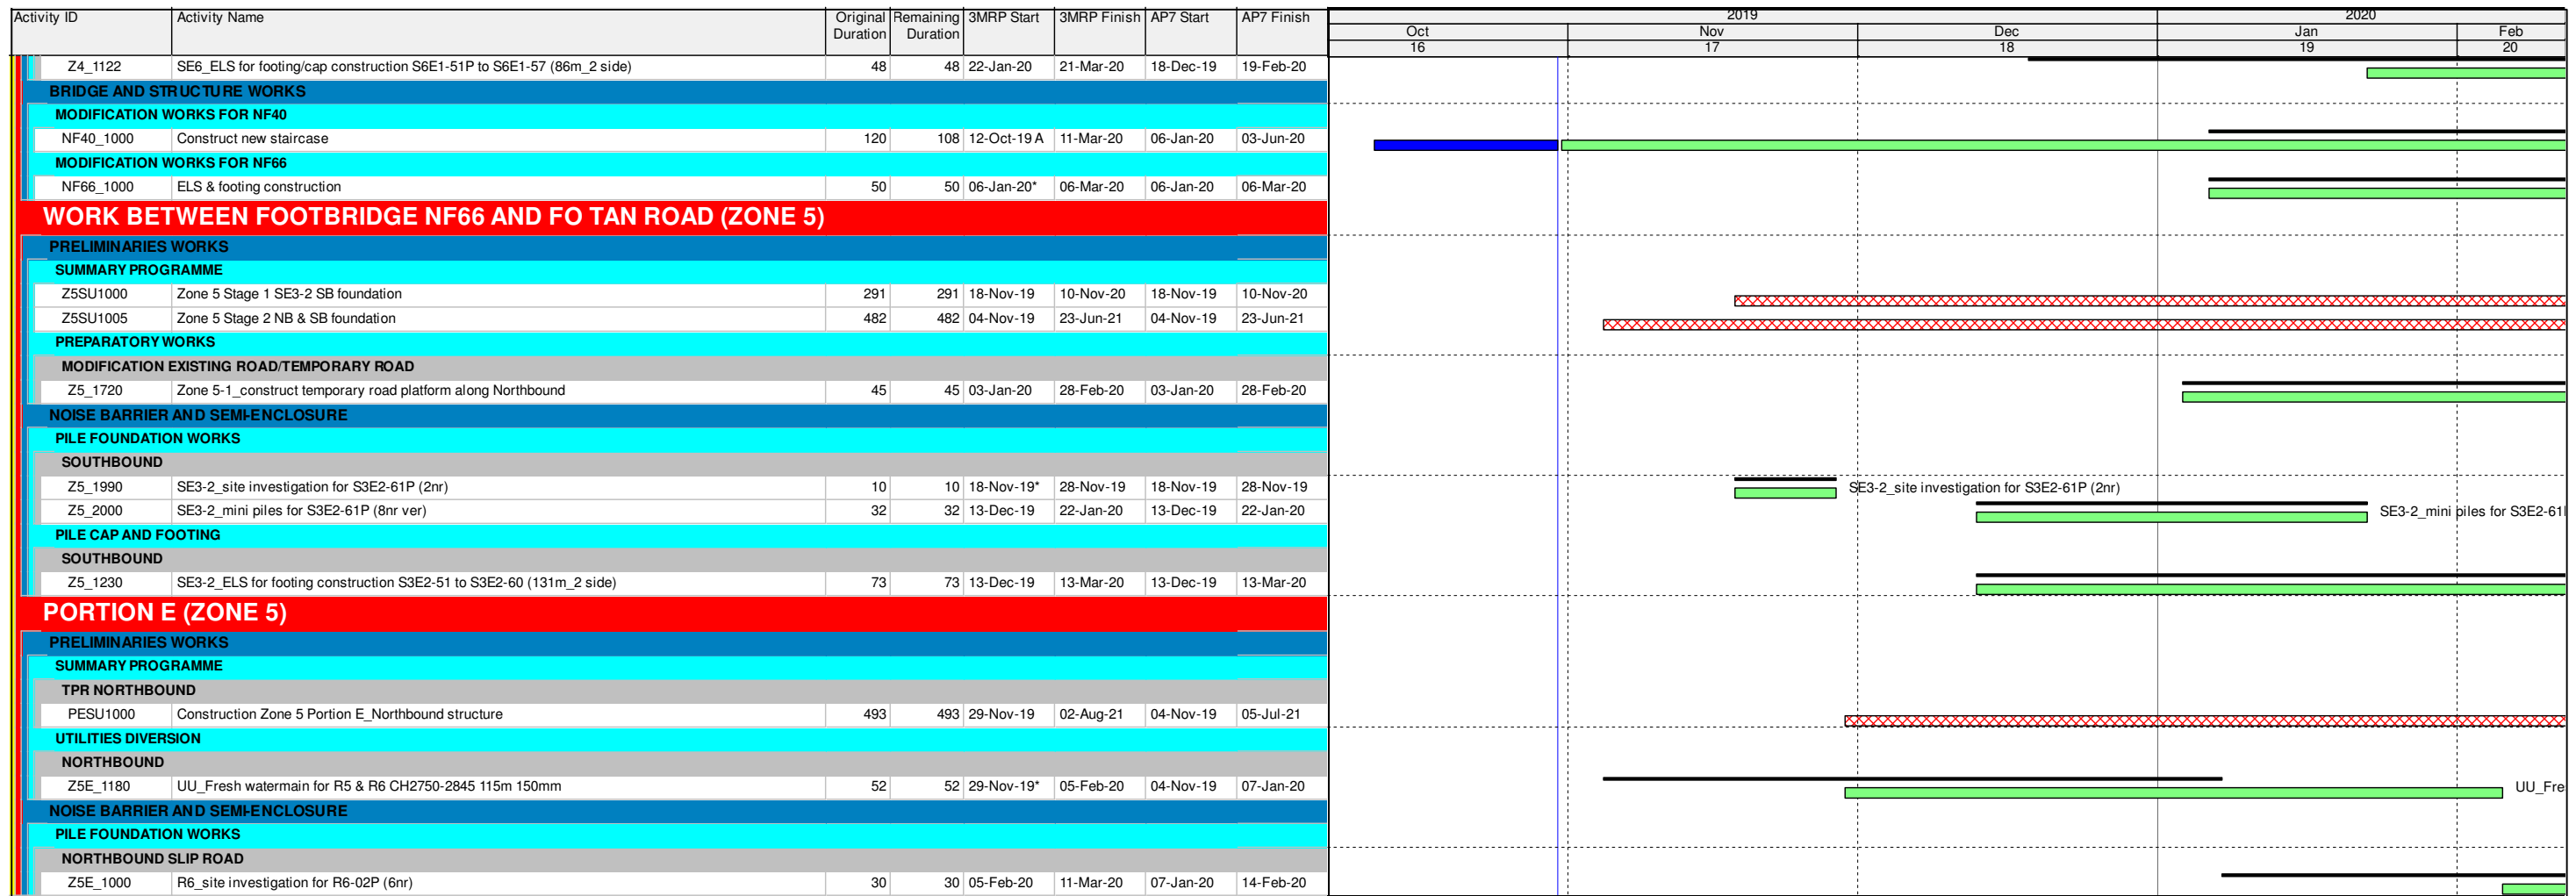 Activity ID Activity Name Original Duration Remaining Duration 3MRP Start 3MRP Finish AP7 Start AP7 Finish
2019 2020
Oct Nov Dec Jan Feb
16 17 18 19 20
Z4_1122 SE6_ELS for footing/cap construction S6E1-51P to S6E1-57 (86m_2 side) 48 48 22-Jan-20 21-Mar-20 18-Dec-19 19-Feb-20
BRIDGE AND STRUCTURE WORKS
MODIFICATION WORKS FOR NF40
NF40_1000 Construct new staircase 120 108 12-Oct-19 A 11-Mar-20 06-Jan-20 03-Jun-20
MODIFICATION WORKS FOR NF66
NF66_1000 ELS & footing construction 50 50 06-Jan-20* 06-Mar-20 06-Jan-20 06-Mar-20
WORK BETWEEN FOOTBRIDGE NF66 AND FO TAN ROAD (ZONE 5)
PRELIMINARIES WORKS
SUMMARY PROGRAMME
Z5SU1000 Zone 5 Stage 1 SE3-2 SB foundation 291 291 18-Nov-19 10-Nov-20 18-Nov-19 10-Nov-20
Z5SU1005 Zone 5 Stage 2 NB & SB foundation 482 482 04-Nov-19 23-Jun-21 04-Nov-19 23-Jun-21
PREPARATORY WORKS
MODIFICATION EXISTING ROAD/TEMPORARY ROAD
Z5_1720 Zone 5-1_construct temporary road platform along Northbound 45 45 03-Jan-20 28-Feb-20 03-Jan-20 28-Feb-20
NOISE BARRIER AND SEMI-ENCLOSURE
PILE FOUNDATION WORKS
SOUTHBOUND
Z5_1990 SE3-2_site investigation for S3E2-61P (2nr) 10 10 18-Nov-19* 28-Nov-19 18-Nov-19 28-Nov-19 SE3-2_site investigation for S3E2-61P (2nr)
Z5_2000 SE3-2_mini piles for S3E2-61P (8nr ver) 32 32 13-Dec-19 22-Jan-20 13-Dec-19 22-Jan-20 SE3-2_mini piles for S3E2-61
PILE CAP AND FOOTING
SOUTHBOUND
Z5_1230 SE3-2_ELS for footing construction S3E2-51 to S3E2-60 (131m_2 side) 73 73 13-Dec-19 13-Mar-20 13-Dec-19 13-Mar-20
PORTION E (ZONE 5)
PRELIMINARIES WORKS
SUMMARY PROGRAMME
TPR NORTHBOUND
PESU1000 Construction Zone 5 Portion E_Northbound structure 493 493 29-Nov-19 02-Aug-21 04-Nov-19 05-Jul-21
UTILITIES DIVERSION
NORTHBOUND
Z5E_1180 UU_Fresh watermain for R5 & R6 CH2750-2845 115m 150mm 52 52 29-Nov-19* 05-Feb-20 04-Nov-19 07-Jan-20 UU_Fre
NOISE BARRIER AND SEMI-ENCLOSURE
PILE FOUNDATION WORKS
NORTHBOUND SLIP ROAD
Z5E_1000 R6_site investigation for R6-02P (6nr) 30 30 05-Feb-20 11-Mar-20 07-Jan-20 14-Feb-20